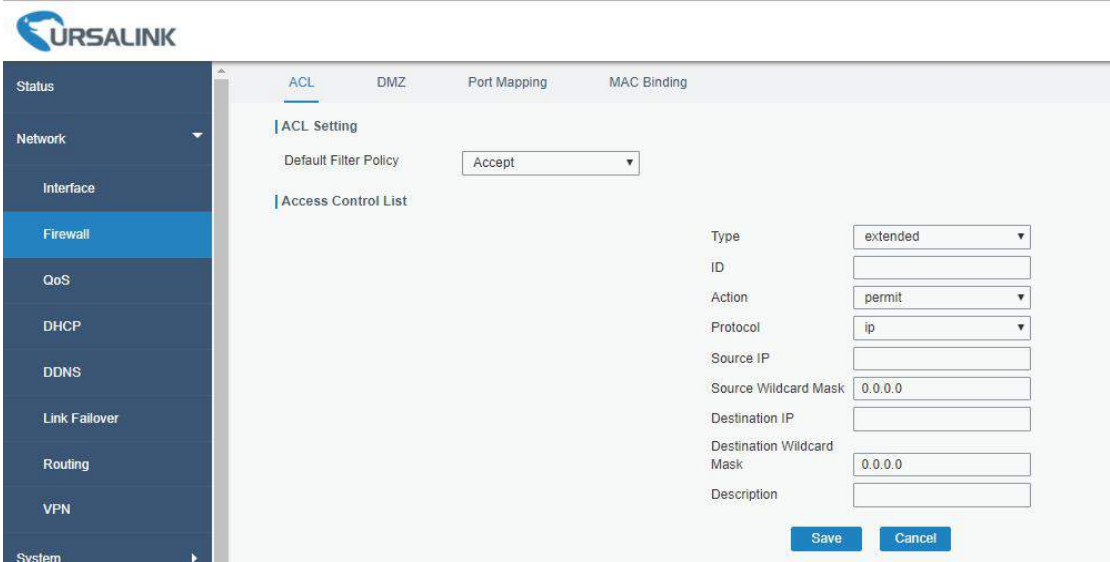 URSALINK
Status
Network
Interface
Firewall
QoS
DHCP
DDNS
Link Failover
Routing
VPN
System
ACL DMZ Port Mapping MAC Binding
ACL Setting
Default Filter Policy Accept
Access Control List
Type extended
ID
Action permit
Protocol ip
Source IP
Source Wildcard Mask 0.0.0.0
Destination IP
Destination Wildcard
Mask 0.0.0.0
Description
Save Cancel